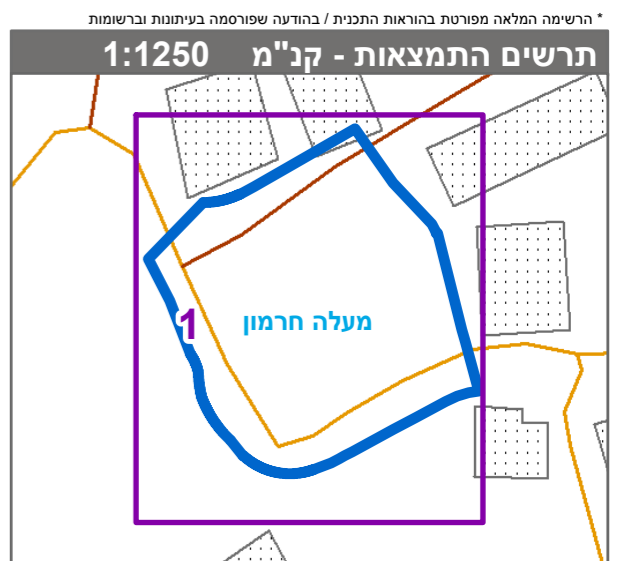 * הרשימה המלאה מפורטת בהוראות התכנית / בהודעה שפורסמה בעיתונות וברשומות
תרשים התמצאות - קנ"מ 1:1250
1
מעלה חרמון